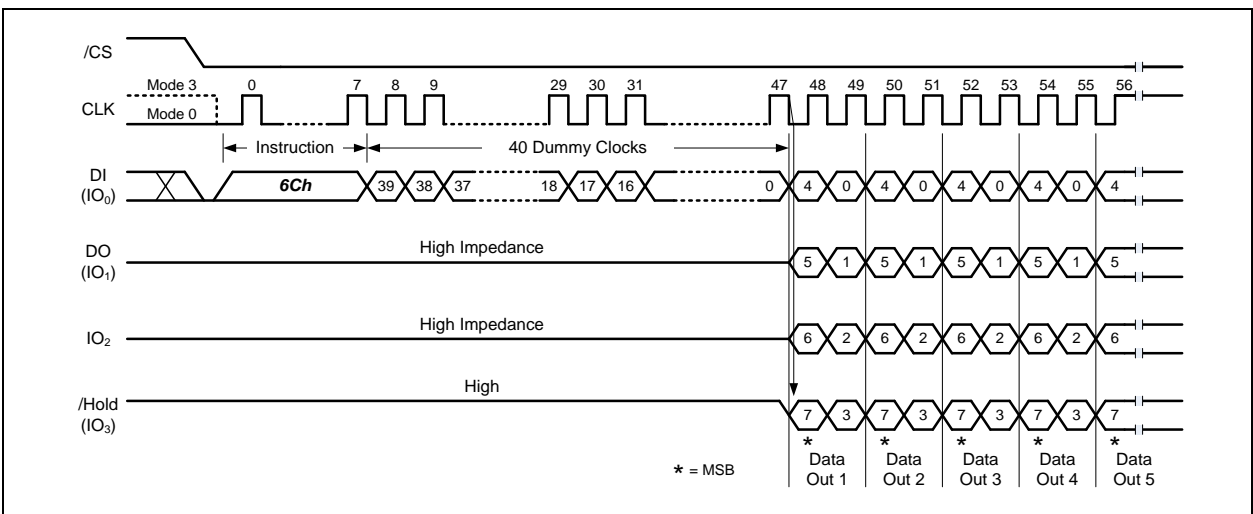 /CS
Mode 3 0 7 8 9 29 30 31 47 48 49 50 51 52 53 54 55 56
CLK
Mode 0
Instruction 40 Dummy Clocks
DI
(IO0) 6Ch 39 38 37 18 17 16 0 4 0 4 0 4 0 4 0 4
High Impedance
DO
(IO1) 5 1 5 1 5 1 5 1 5
High Impedance
IO2 6 2 6 2 6 2 6 2 6
High
/Hold
(IO3) 7 3 7 3 7 3 7 3 7
* * * * *
* = MSB
Data Data Data Data Data
Out 1 Out 2 Out 3 Out 4 Out 5